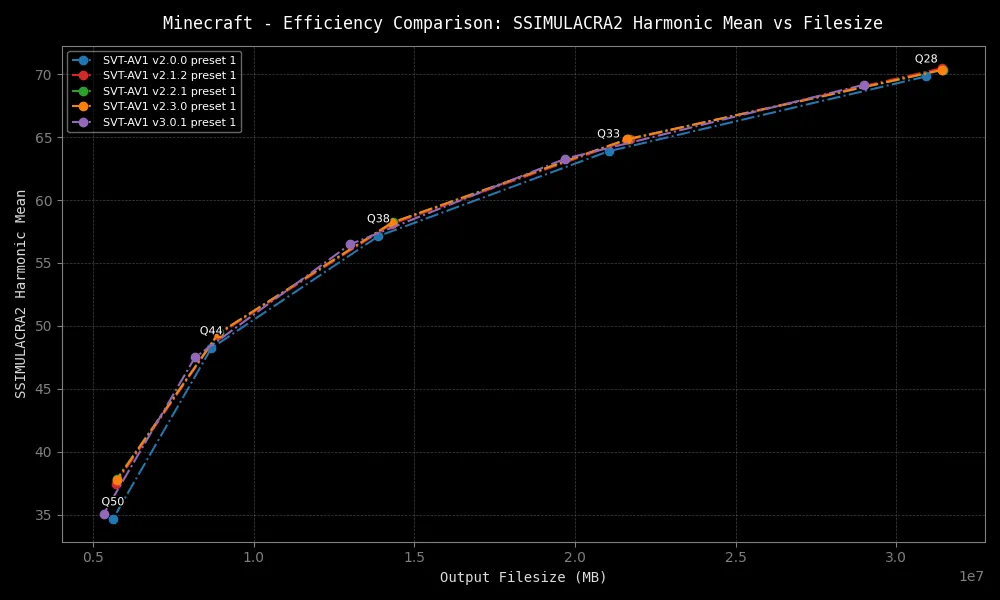 Minecraft - Efficiency Comparison: SSIMULACRA2 Harmonic Mean vs Filesize
SVT-AV1 v2.0.0 preset 1
SVT-AV1 v2.1.2 preset 1
SVT-AV1 v2.2.1 preset 1
SVT-AV1 v2.3.0 preset 1
SVT-AV1 v3.0.1 preset 1
Q28
Q33
Q38
Q44
Q50
SSIMULACRA2 Harmonic Mean
70
65
60
55
50
45
40
35
0.5 1.0 1.5 2.0 2.5 3.0
1e7
Output Filesize (MB)